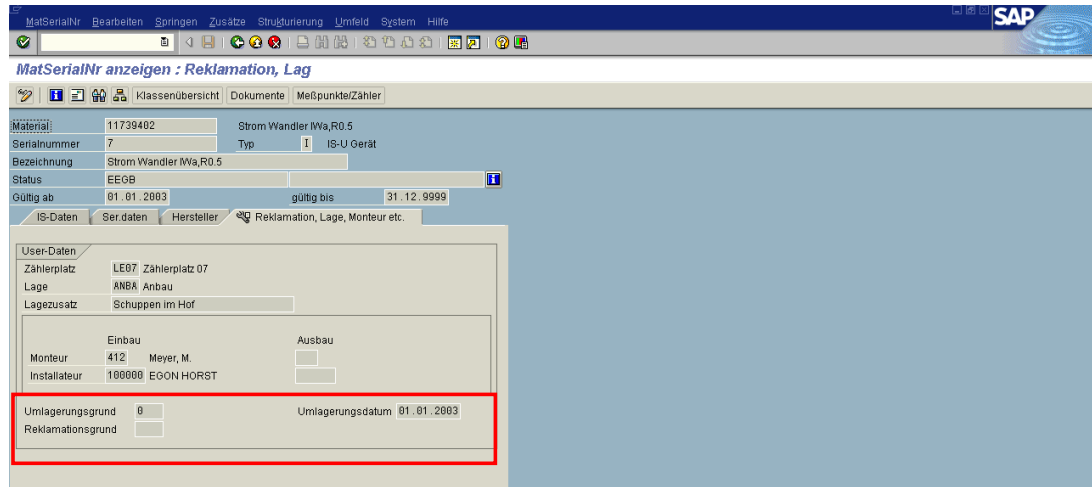 MatSerialNr Bearbeiten Springen Zusätze Strukturierung Umfeld System Hilfe
SAP
MatSerialNr anzeigen : Reklamation, Lag
Klassenübersicht Dokumente Meßpunkte/Zähler
Material 11739402 Strom Wandler IWa,R0.5
Serialnummer 7 Typ I IS-U Gerät
Bezeichnung Strom Wandler IWa,R0.5
Status EEGB
Gültig ab 01.01.2003 gültig bis 31.12.9999
IS-Daten Ser.daten Hersteller Reklamation, Lage, Monteur etc.
User-Daten
Zählerplatz LE07 Zählerplatz 07
Lage ANBA Anbau
Lagezusatz Schuppen im Hof
Einbau Ausbau
Monteur 412 Meyer, M.
Installateur 100000 EGON HORST
Umlagerungsgrund 0 Umlagerungsdatum 01.01.2003
Reklamationsgrund